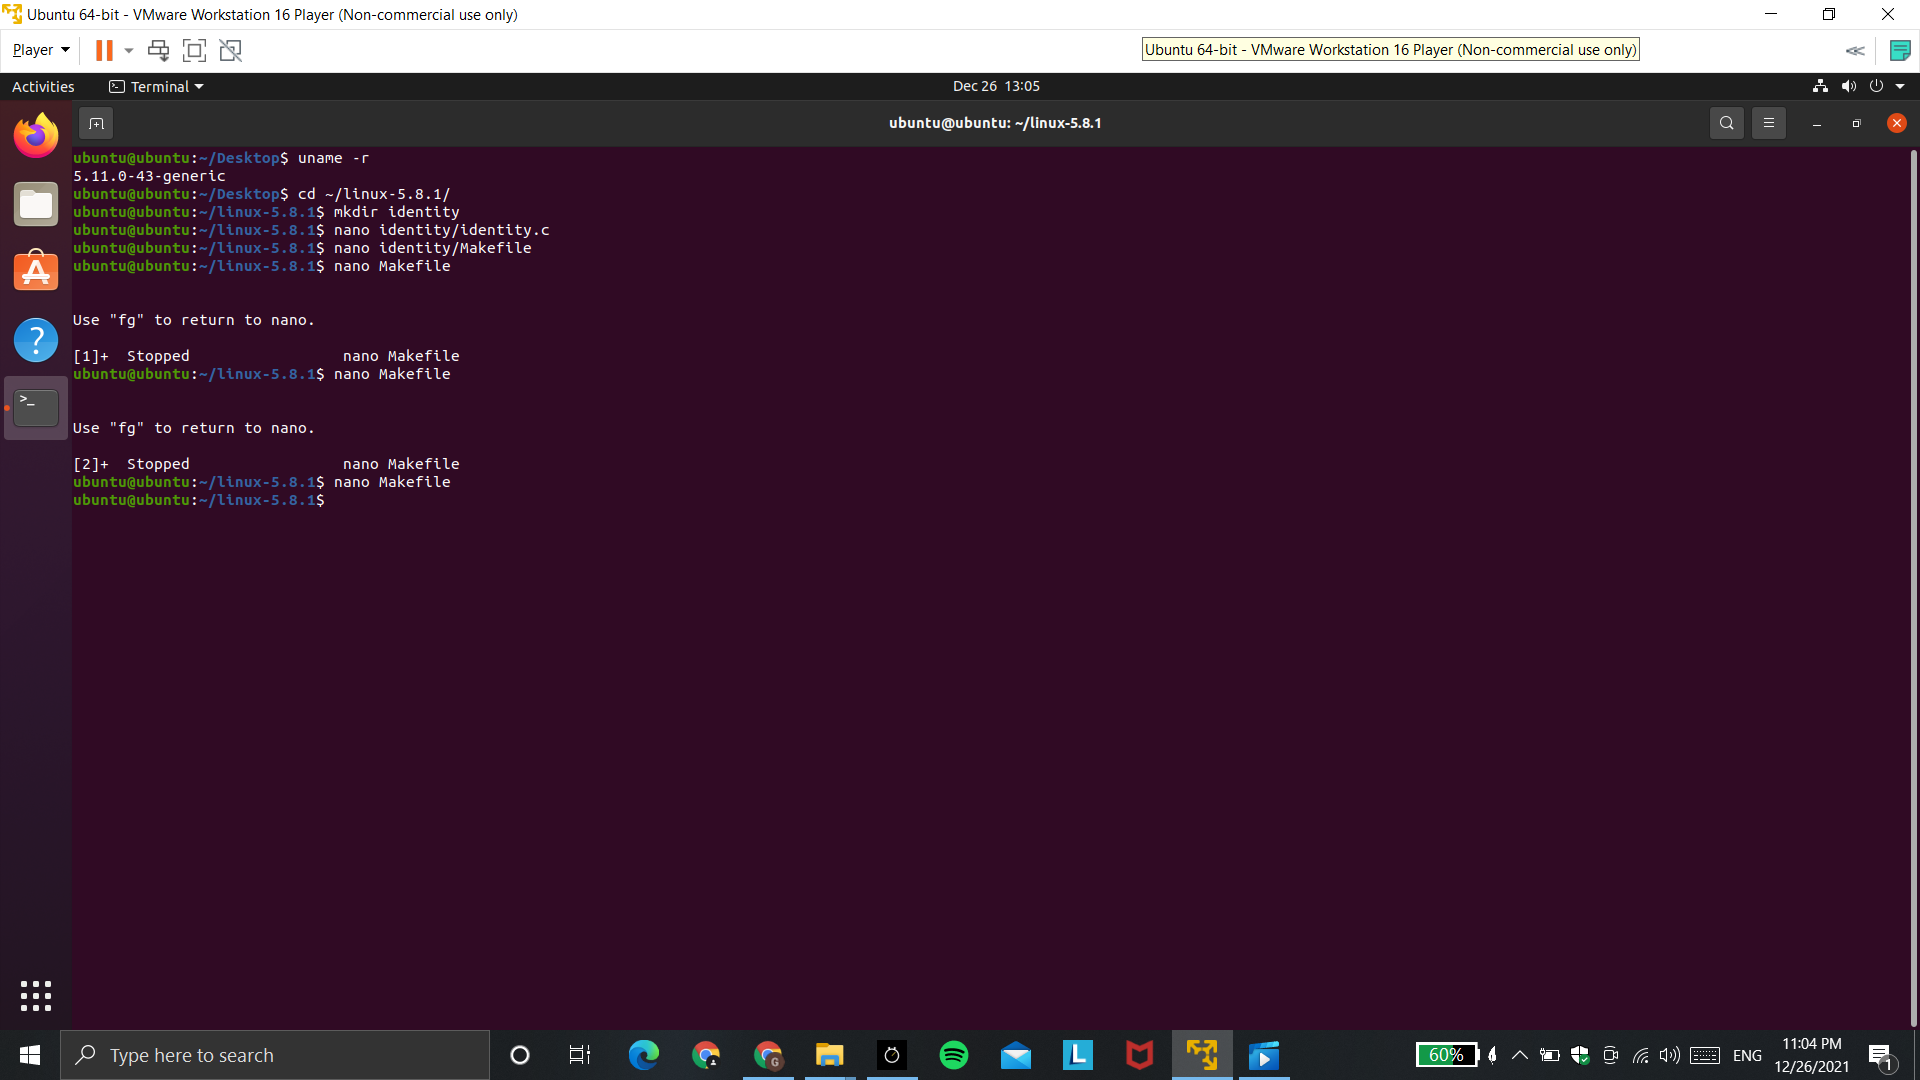 Ubuntu 64-bit - VMware Workstation 16 Player (Non-commercial use only)
Player
Ubuntu 64-bit - VMware Workstation 16 Player (Non-commercial use only)
Activities
Terminal
Dec 26 13:05
ubuntu@ubuntu: ~/linux-5.8.1
ubuntu@ubuntu:~/Desktop$ uname -r
5.11.0-43-generic
ubuntu@ubuntu:~/Desktop$ cd ~/linux-5.8.1/
ubuntu@ubuntu:~/linux-5.8.1$ mkdir identity
ubuntu@ubuntu:~/linux-5.8.1$ nano identity/identity.c
ubuntu@ubuntu:~/linux-5.8.1$ nano identity/Makefile
ubuntu@ubuntu:~/linux-5.8.1$ nano Makefile
Use "fg" to return to nano.
[1]+  Stopped                 nano Makefile
ubuntu@ubuntu:~/linux-5.8.1$ nano Makefile
Use "fg" to return to nano.
[2]+  Stopped                 nano Makefile
ubuntu@ubuntu:~/linux-5.8.1$ nano Makefile
ubuntu@ubuntu:~/linux-5.8.1$
Type here to search
60%
ENG
11:04 PM
12/26/2021
1